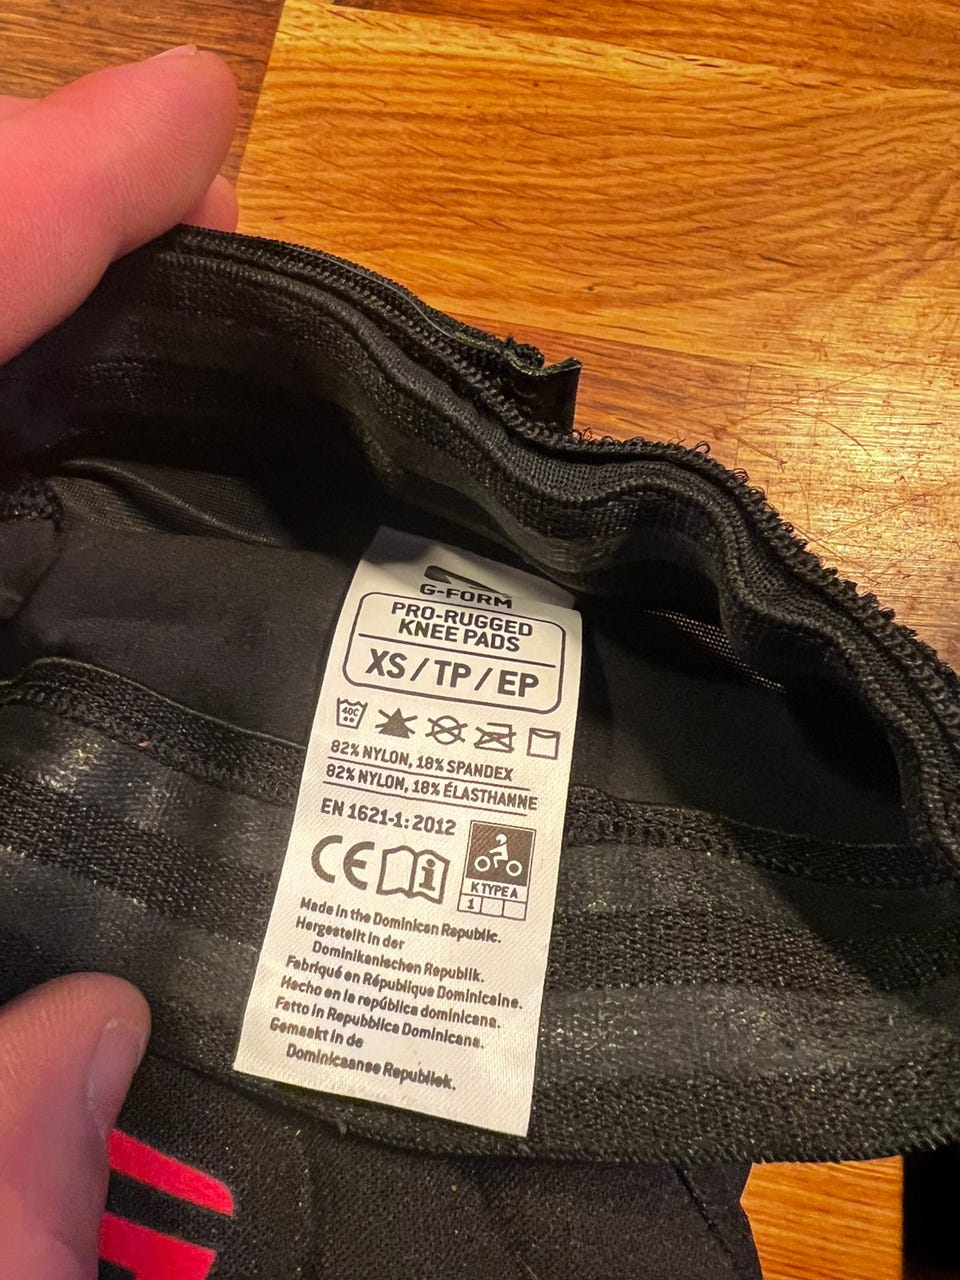 G-FORM
PRO-RUGGED
KNEE PADS
XS / TP / EP
40C
82% NYLON, 18% SPANDEX
82% NYLON, 18% ÉLASTHANNE
EN 1621-1: 2012
CE i
K TYPE A
1
Made in the Dominican Republic.
Hergestellt in der
Dominikanischen Republik.
Fabriqué en République Dominicaine.
Hecho en la república dominicana.
Fatto in Repubblica Dominicana.
Gemaakt in de
Dominicaanse Republiek.